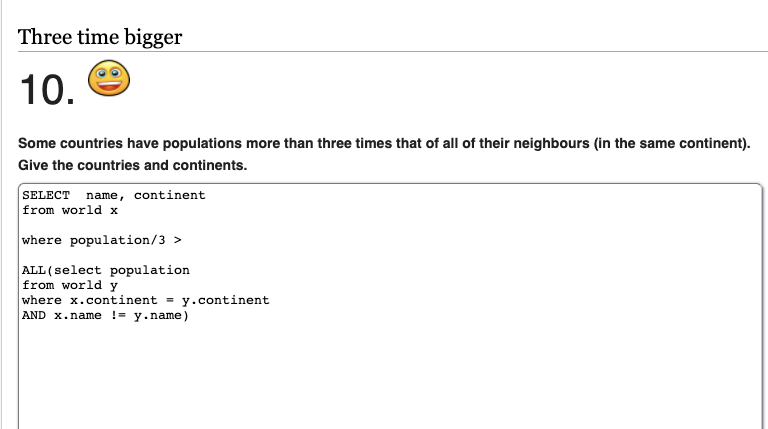 Three time bigger
10.
Some countries have populations more than three times that of all of their neighbours (in the same continent).
Give the countries and continents.
SELECT  name, continent
from world x
where population/3 >
ALL(select population
from world y
where x.continent = y.continent
AND x.name != y.name)